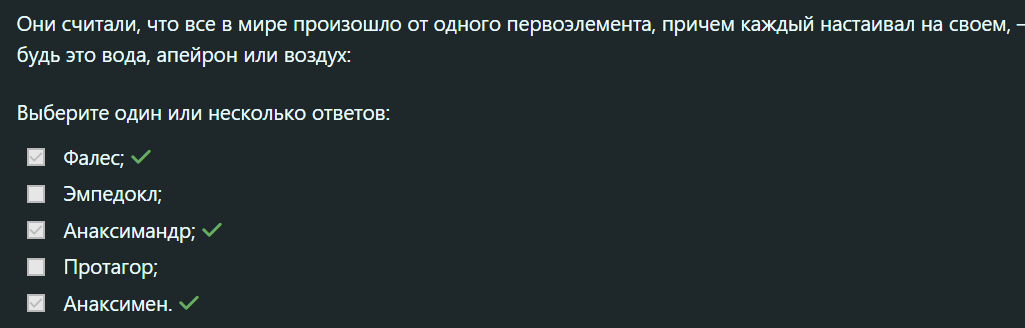 Они считали, что все в мире произошло от одного первоэлемента, причем каждый настаивал на своем, –
будь это вода, апейрон или воздух:
Выберите один или несколько ответов:
Фалес;
Эмпедокл;
Анаксимандр;
Протагор;
Анаксимен.